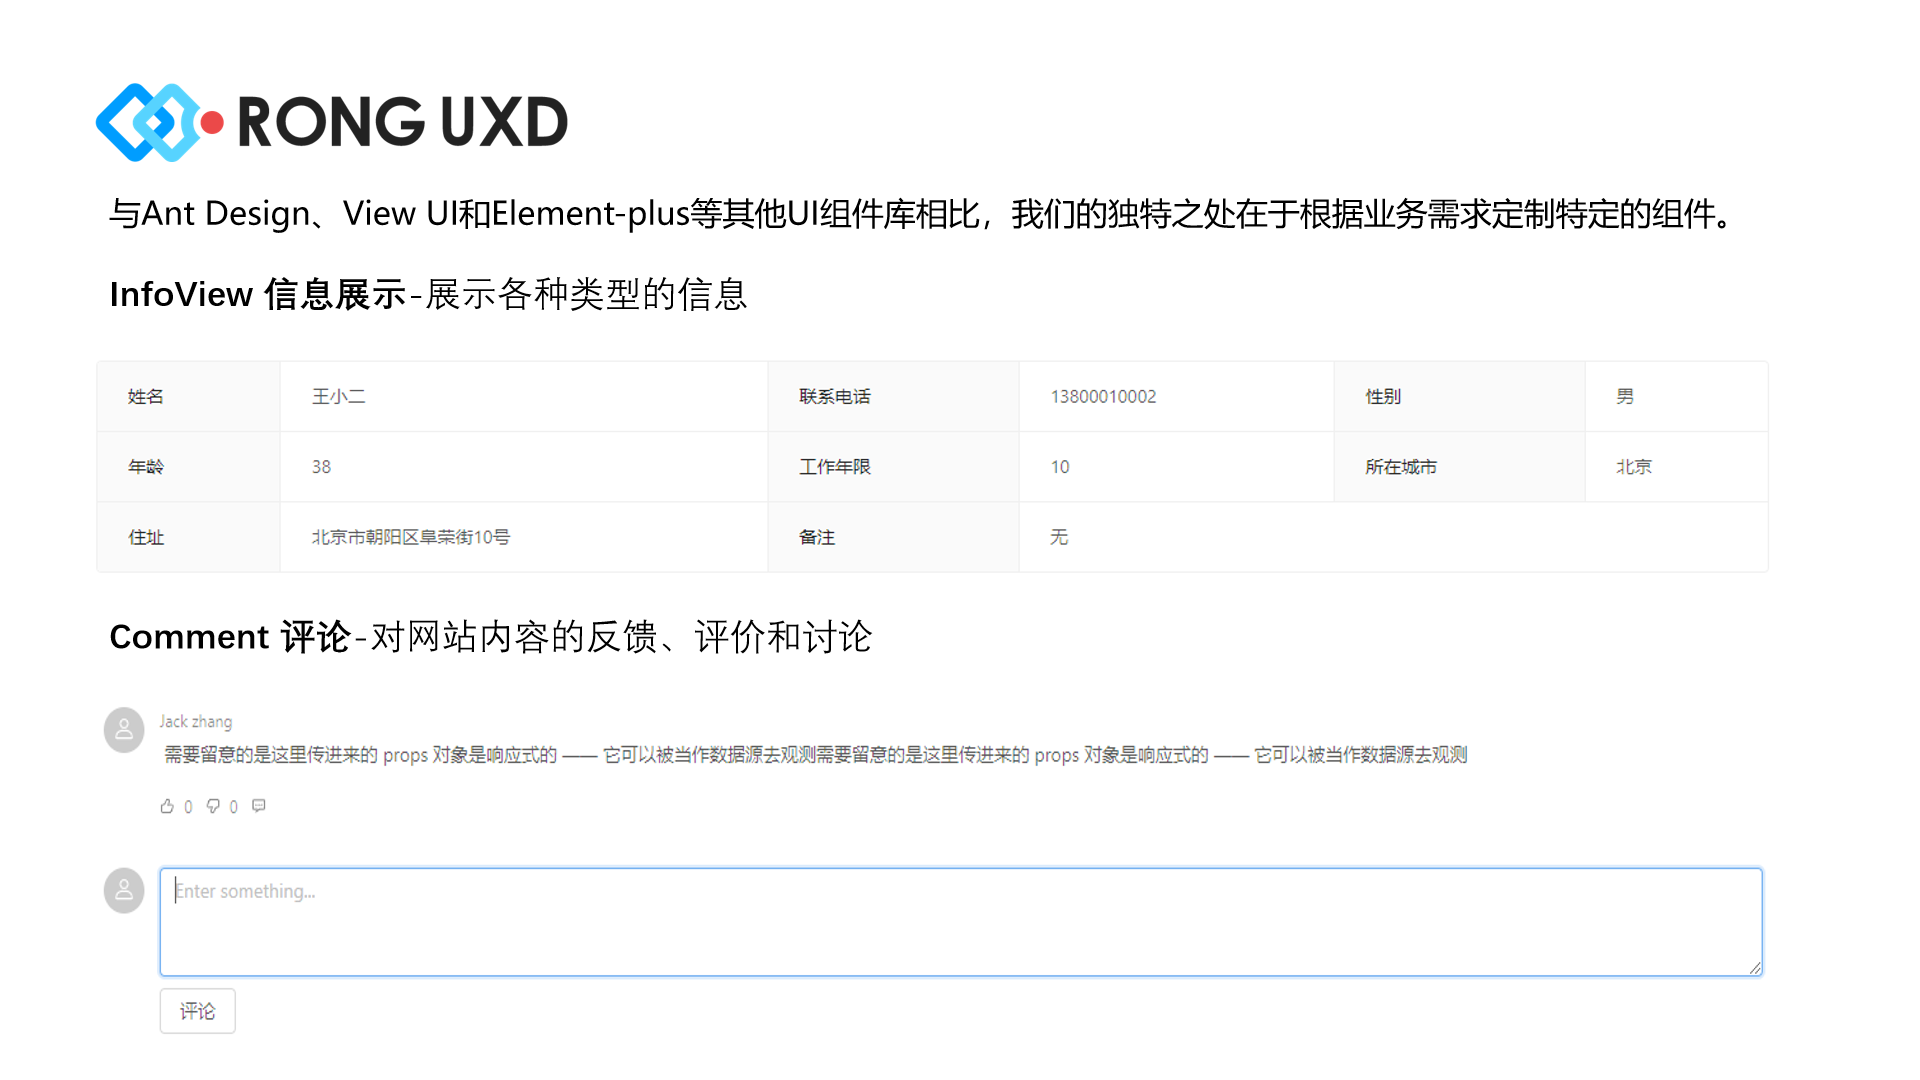 RONG UXD
与Ant Design、View UI和Element-plus等其他UI组件库相比，我们的独特之处在于根据业务需求定制特定的组件。
InfoView 信息展示-展示各种类型的信息
姓名 王小二 联系电话 13800010002 性别 男
年龄 38 工作年限 10 所在城市 北京
住址 北京市朝阳区阜荣街10号 备注 无
Comment 评论-对网站内容的反馈、评价和讨论
Jack zhang
需要留意的是这里传进来的 props 对象是响应式的 —— 它可以被当作数据源去观测需要留意的是这里传进来的 props 对象是响应式的 —— 它可以被当作数据源去观测
0 0
Enter something...
评论